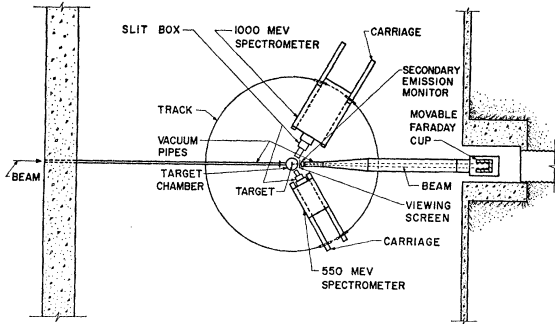 SLIT BOX
1000 MEV
SPECTROMETER
CARRIAGE
SECONDARY
EMISSION
MONITOR
TRACK
MOVABLE
FARADAY
CUP
VACUUM
PIPES
BEAM
TARGET
CHAMBER
TARGET
BEAM
VIEWING
SCREEN
CARRIAGE
550 MEV
SPECTROMETER